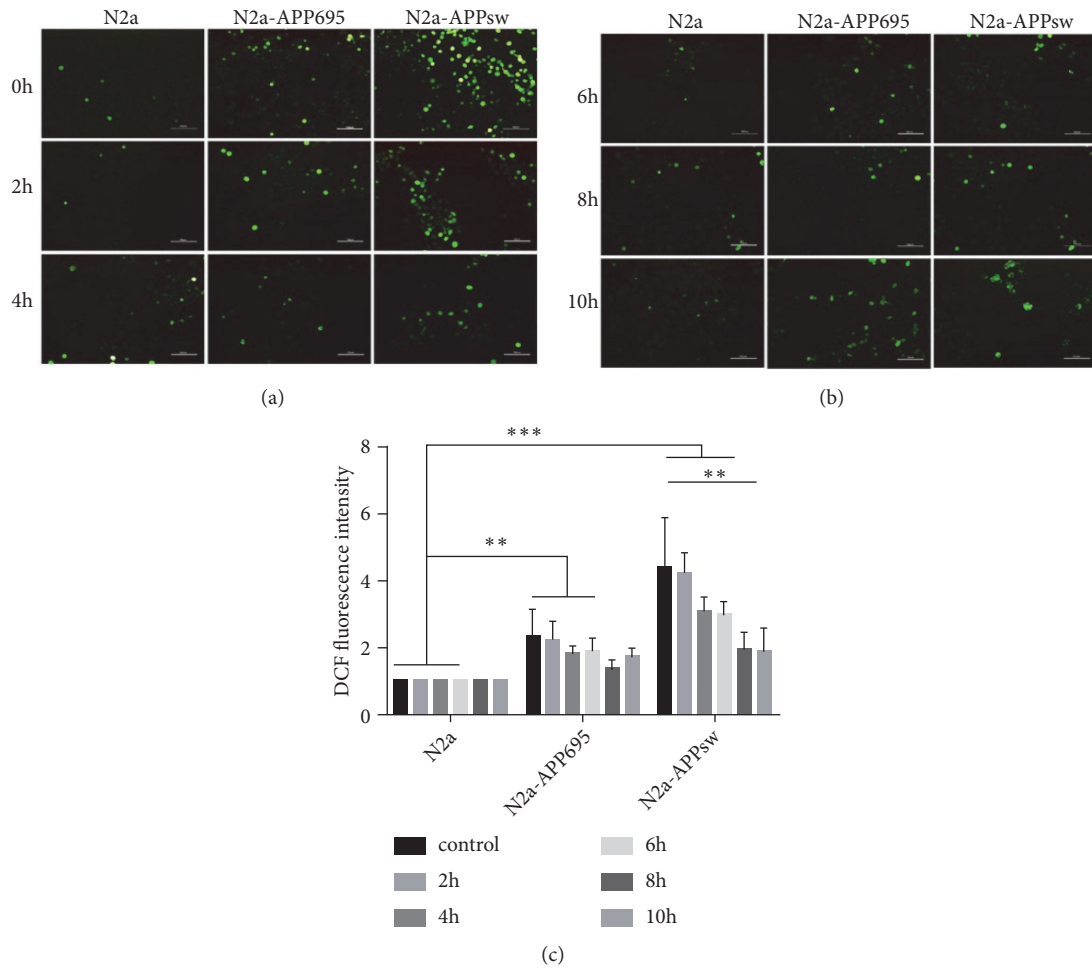 N2a N2a-APP695 N2a-APPsw
0h
2h
4h
(a)
N2a N2a-APP695 N2a-APPsw
6h
8h
10h
(b)
DCF fluorescence intensity
8
6
4
2
0
***
**
**
N2a
N2a-APP695
N2a-APPsw
control
2h
4h
6h
8h
10h
(c)